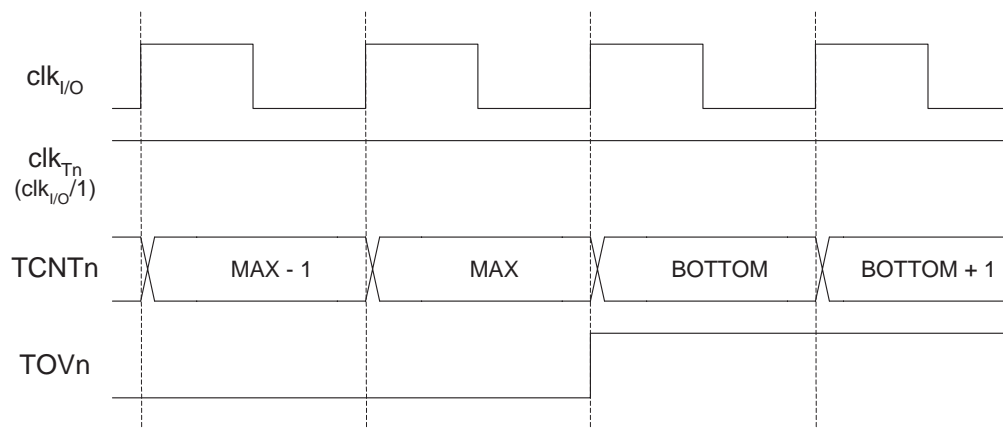 clkI/O
clkTn
(clkI/O/1)
TCNTn
MAX - 1
MAX
BOTTOM
BOTTOM + 1
TOVn